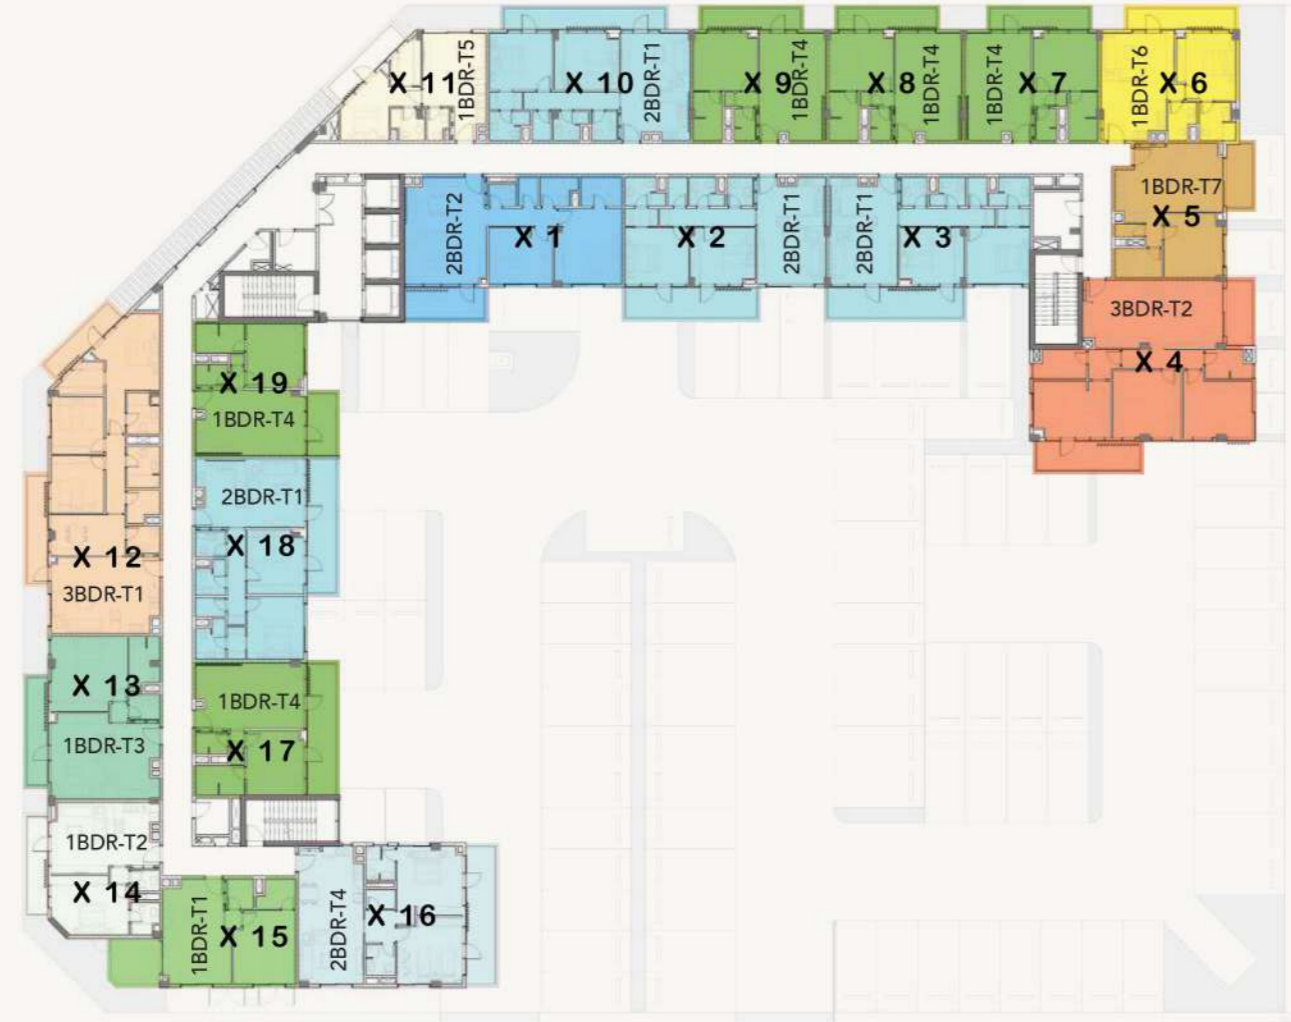 X 11
1BDR-T5
X 10
2BDR-T1
X 9
1BDR-T4
X 8
1BDR-T4
1BDR-T4
X 7
1BDR-T6
X 6
1BDR-T7
X 5
2BDR-T2
X 1
X 2
2BDR-T1
2BDR-T1
X 3
3BDR-T2
X 4
X 19
1BDR-T4
2BDR-T1
X 18
X 12
3BDR-T1
X 13
1BDR-T3
1BDR-T4
X 17
1BDR-T2
X 14
1BDR-T1
X 15
2BDR-T4
X 16